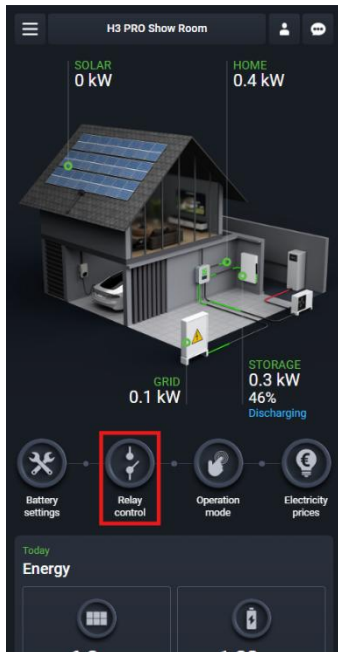 H3 PRO Show Room
SOLAR
0 kW
HOME
0.4 kW
GRID
0.1 kW
STORAGE
0.3 kW
46%
Discharging
Battery
settings
Relay
control
Operation
mode
Electricity
prices
Today
Energy